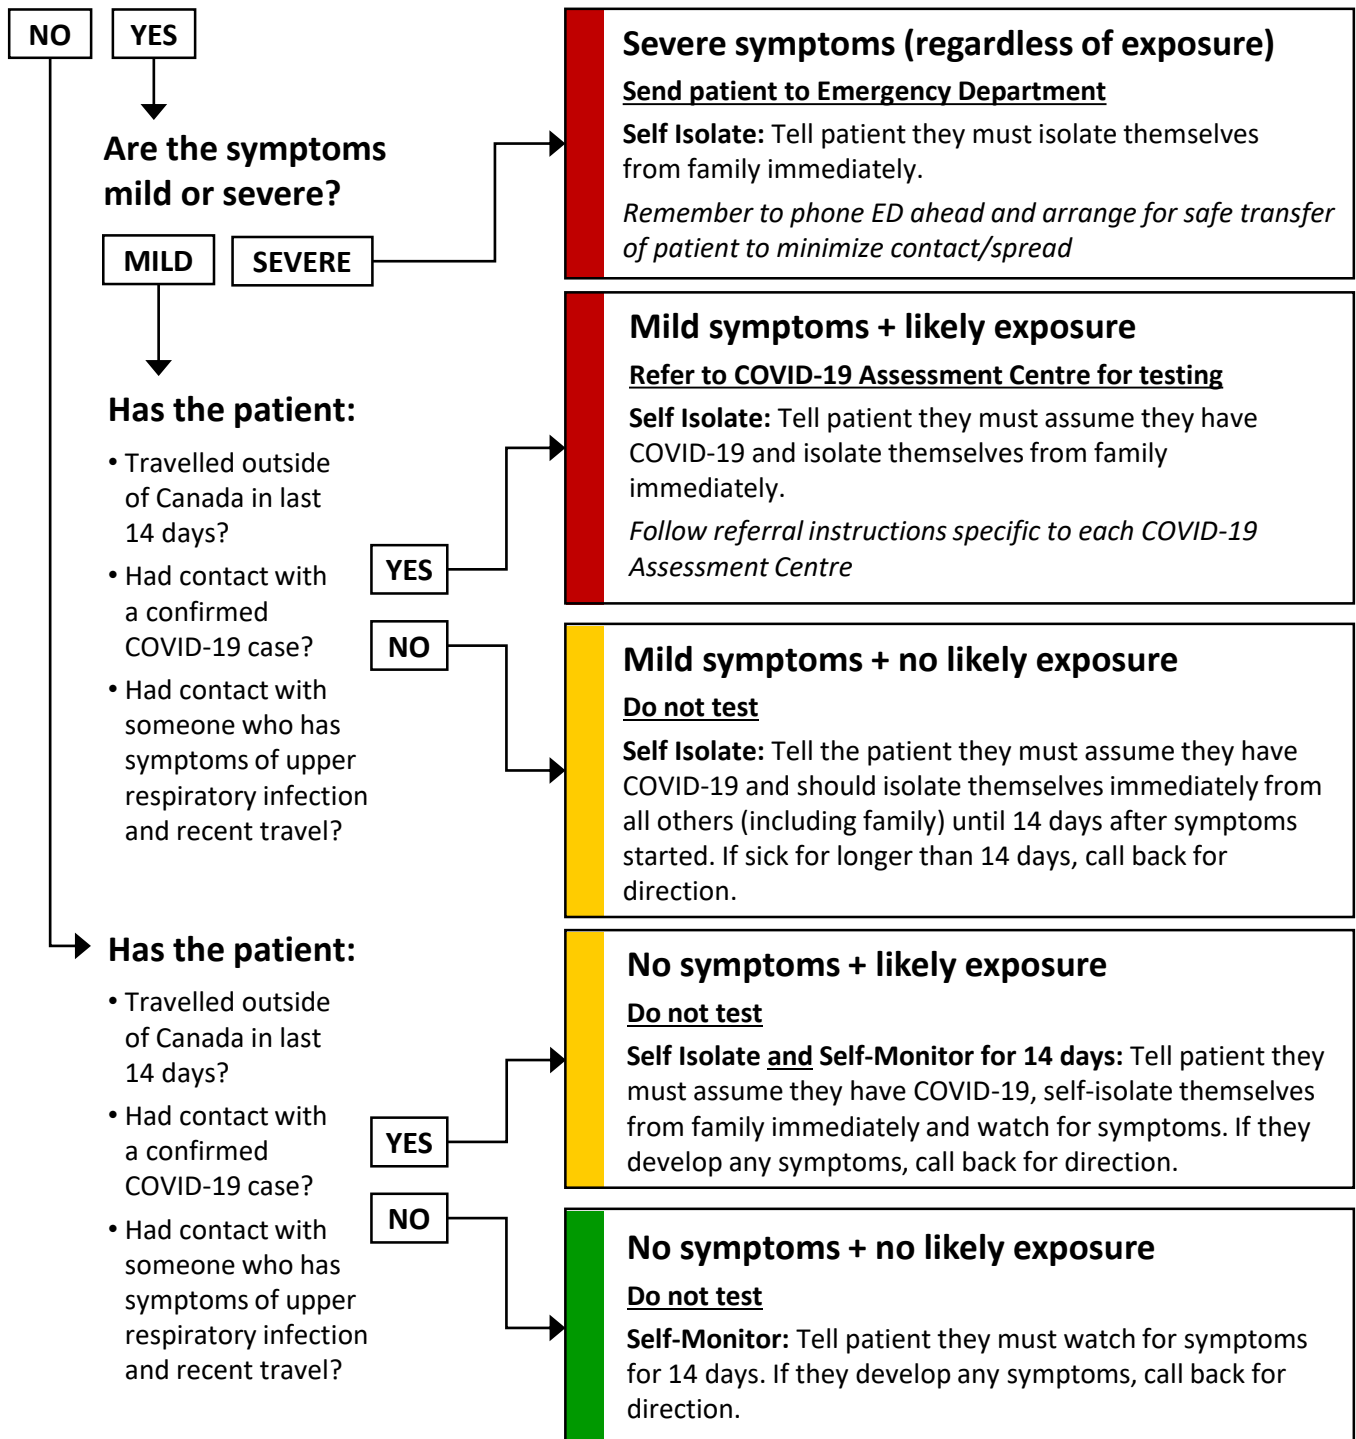 NO
YES
Are the symptoms
mild or severe?
MILD
SEVERE
Severe symptoms (regardless of exposure)
Send patient to Emergency Department
Self Isolate: Tell patient they must isolate themselves
from family immediately.
Remember to phone ED ahead and arrange for safe transfer
of patient to minimize contact/spread
Has the patient:
• Travelled outside
of Canada in last
14 days?
• Had contact with
a confirmed
COVID-19 case?
• Had contact with
someone who has
symptoms of upper
respiratory infection
and recent travel?
YES
Mild symptoms + likely exposure
Refer to COVID-19 Assessment Centre for testing
Self Isolate: Tell patient they must assume they have
COVID-19 and isolate themselves from family
immediately.
Follow referral instructions specific to each COVID-19
Assessment Centre
NO
Mild symptoms + no likely exposure
Do not test
Self Isolate: Tell the patient they must assume they have
COVID-19 and should isolate themselves immediately from
all others (including family) until 14 days after symptoms
started. If sick for longer than 14 days, call back for
direction.
Has the patient:
• Travelled outside
of Canada in last
14 days?
• Had contact with
a confirmed
COVID-19 case?
• Had contact with
someone who has
symptoms of upper
respiratory infection
and recent travel?
YES
No symptoms + likely exposure
Do not test
Self Isolate and Self-Monitor for 14 days: Tell patient they
must assume they have COVID-19, self-isolate themselves
from family immediately and watch for symptoms. If they
develop any symptoms, call back for direction.
NO
No symptoms + no likely exposure
Do not test
Self-Monitor: Tell patient they must watch for symptoms
for 14 days. If they develop any symptoms, call back for
direction.